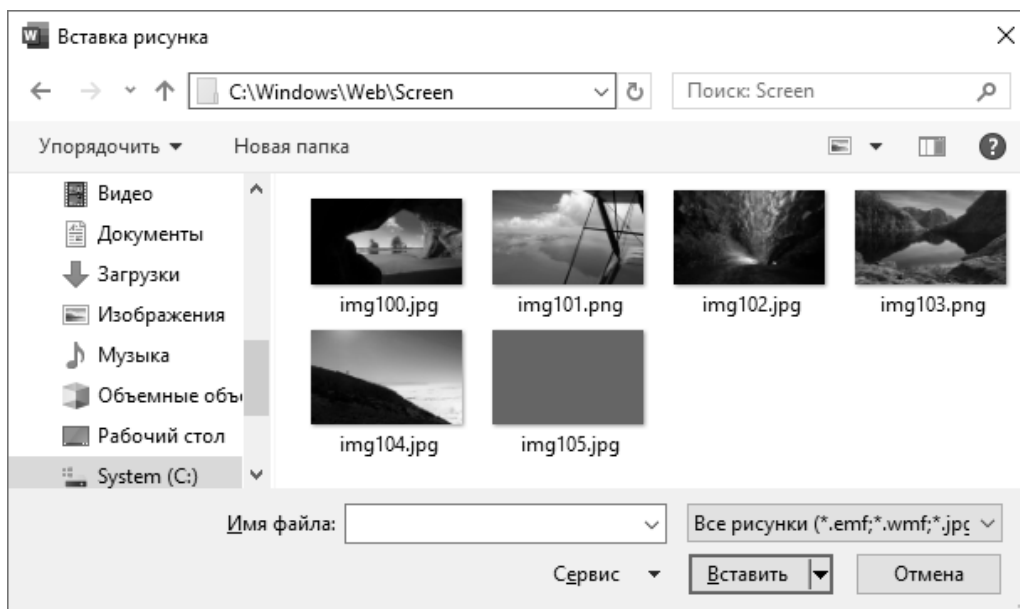 Вставка рисунка
C:\Windows\Web\Screen
Поиск: Screen
Упорядочить
Новая папка
Видео
Документы
Загрузки
Изображения
Музыка
Объемные объ
Рабочий стол
System (C:)
img100.jpg
img101.png
img102.jpg
img103.png
img104.jpg
img105.jpg
Имя файла:
Все рисунки (*.emf;*.wmf;*.jpg
Сервис
Вставить
Отмена